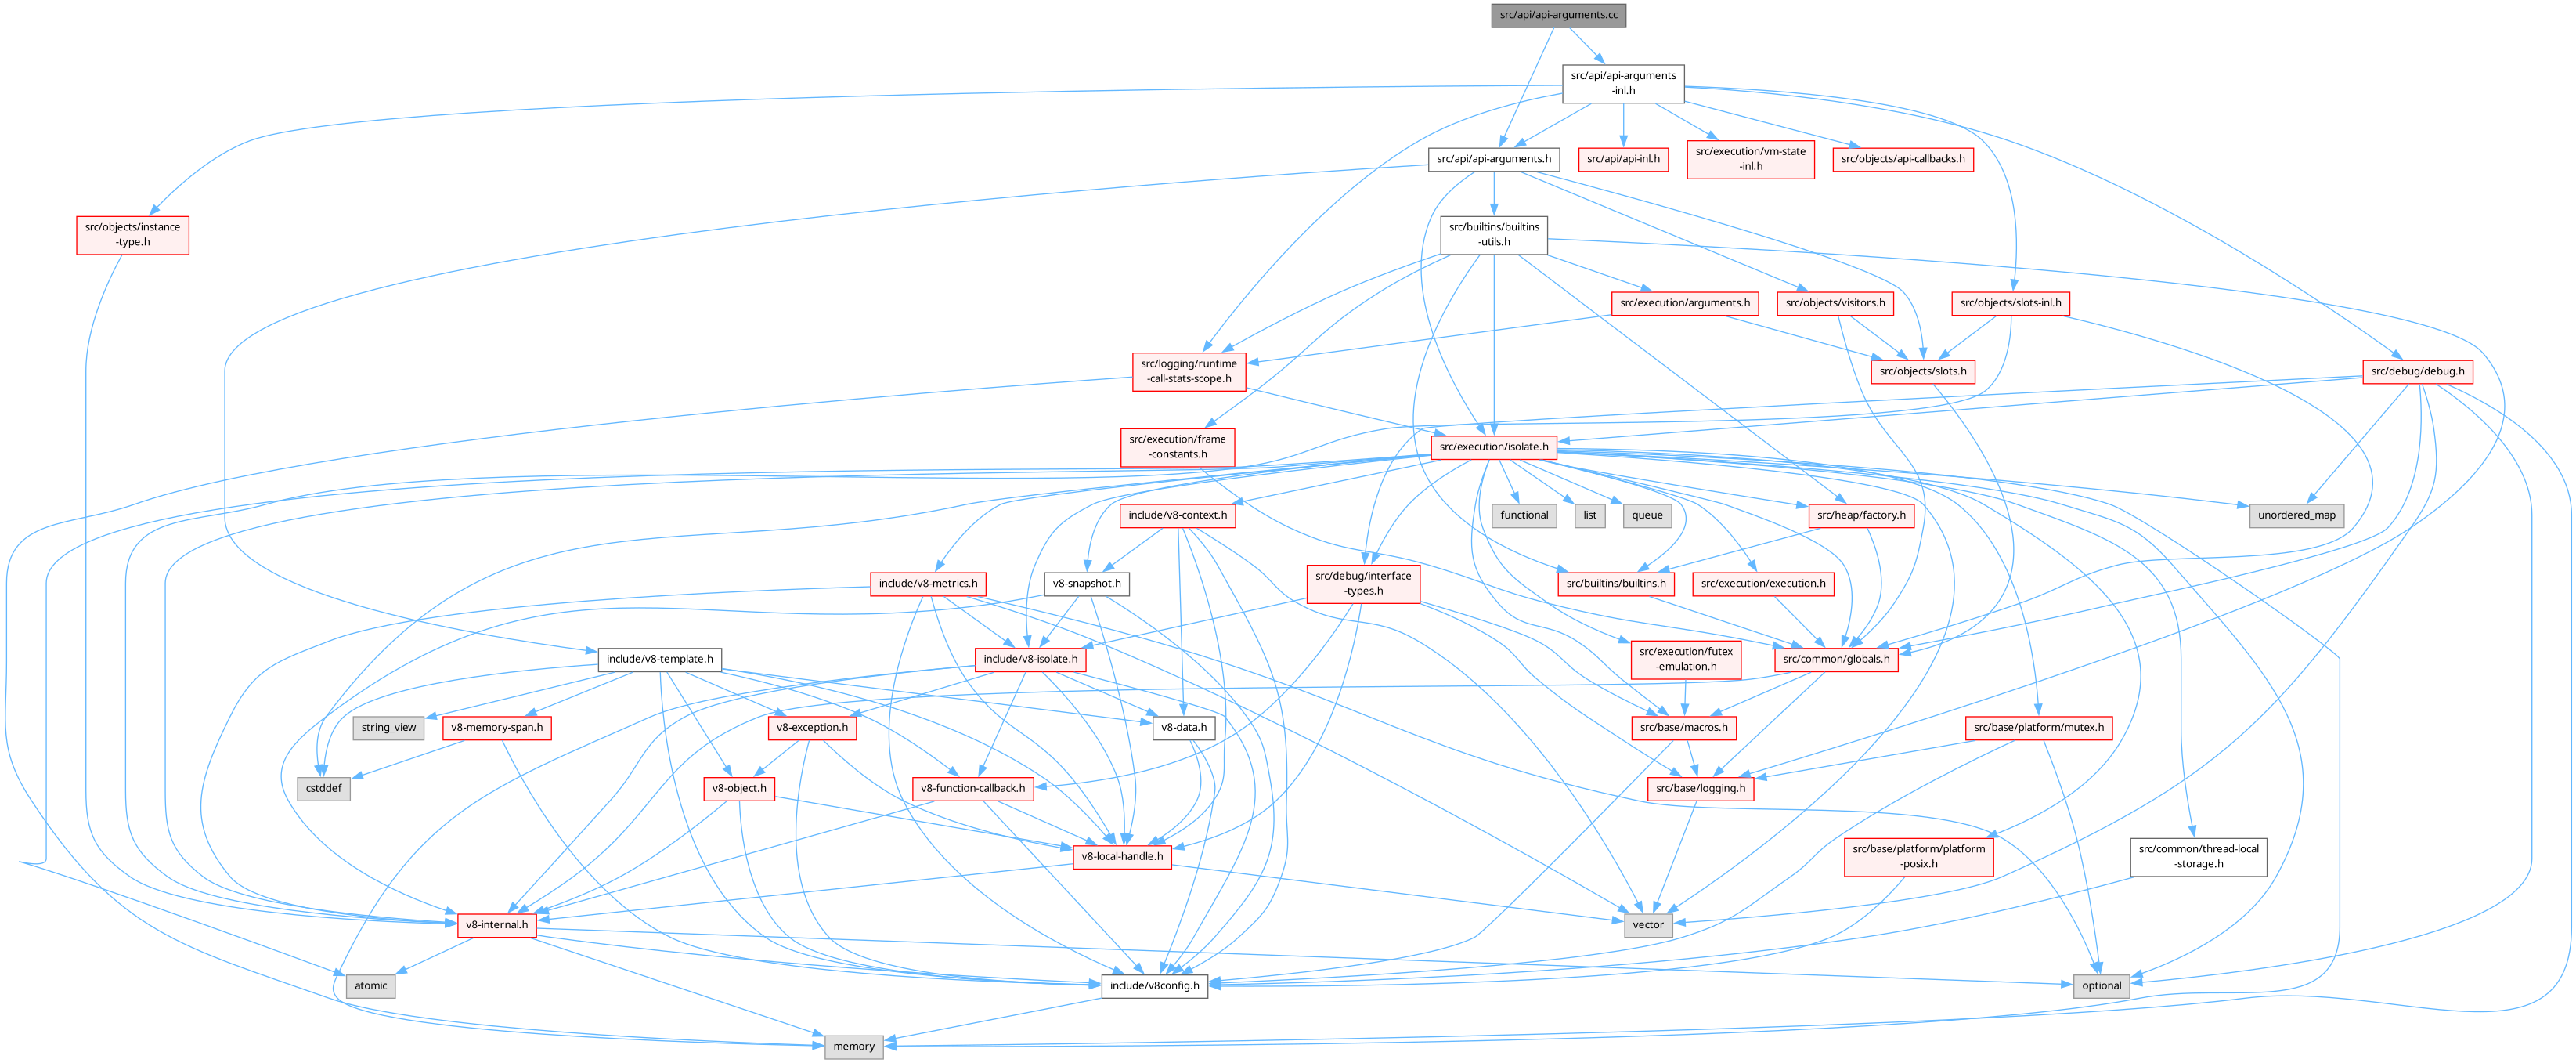 src/api/api-arguments.cc
src/api/api-arguments
-inl.h
src/api/api-arguments.h
src/api/api-inl.h
src/execution/vm-state
-inl.h
src/objects/api-callbacks.h
src/objects/instance
-type.h
src/builtins/builtins
-utils.h
src/execution/arguments.h
src/objects/visitors.h
src/objects/slots-inl.h
src/logging/runtime
-call-stats-scope.h
src/objects/slots.h
src/debug/debug.h
src/execution/frame
-constants.h
src/execution/isolate.h
include/v8-context.h
functional
list
queue
src/heap/factory.h
unordered_map
include/v8-metrics.h
v8-snapshot.h
src/debug/interface
-types.h
src/builtins/builtins.h
src/execution/execution.h
include/v8-template.h
include/v8-isolate.h
src/execution/futex
-emulation.h
src/common/globals.h
string_view
v8-memory-span.h
v8-exception.h
v8-data.h
src/base/macros.h
src/base/platform/mutex.h
cstddef
v8-object.h
v8-function-callback.h
src/base/logging.h
v8-local-handle.h
src/base/platform/platform
-posix.h
src/common/thread-local
-storage.h
v8-internal.h
vector
atomic
include/v8config.h
optional
memory